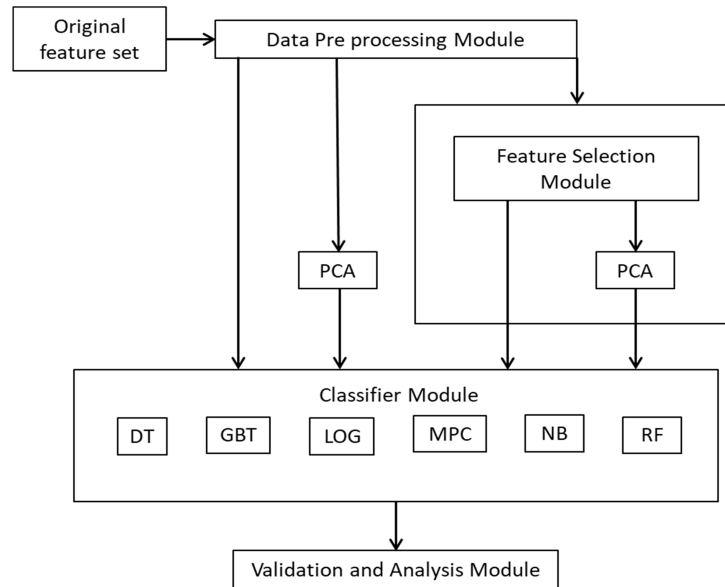 Original
feature set
Data Pre processing Module
Feature Selection
Module
PCA
PCA
Classifier Module
DT
GBT
LOG
MPC
NB
RF
Validation and Analysis Module